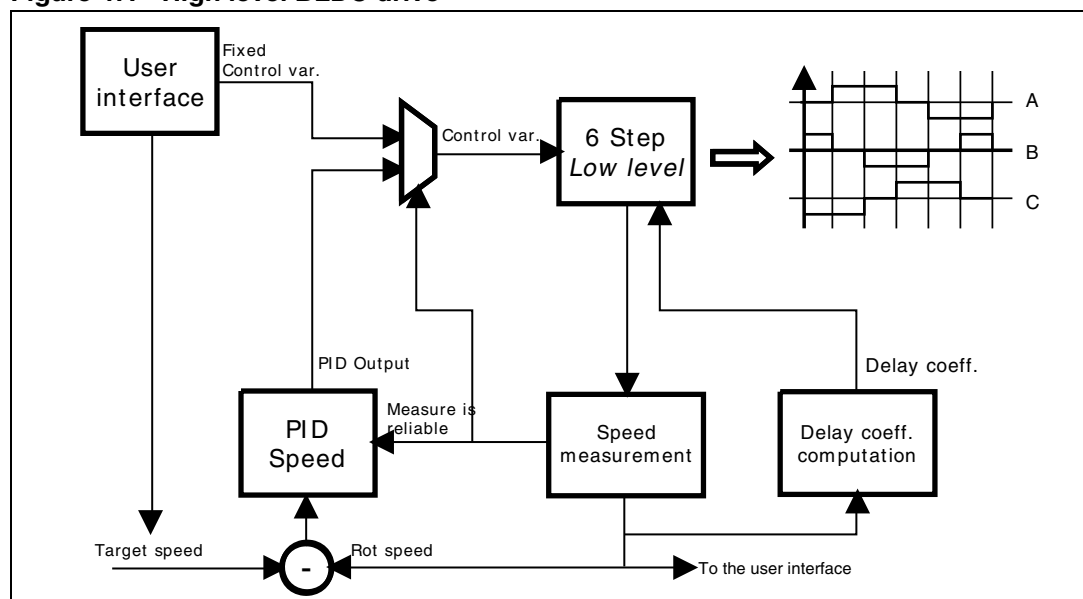 User
interface
Fixed
Control var.
Control var.
6 Step
Low level
A
B
C
PID Output
Delay coeff.
PID
Speed
Measure is
reliable
Speed
measurement
Delay coeff.
computation
Target speed
-
Rot speed
To the user interface